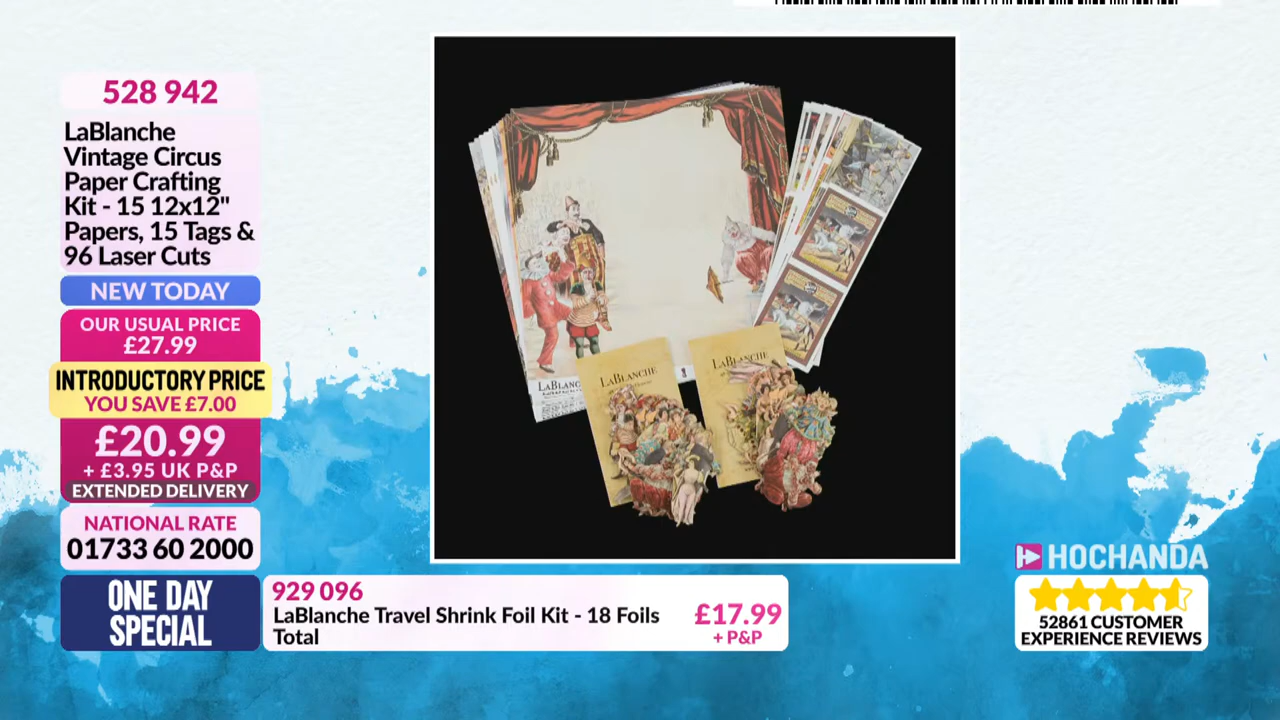 528 942
LaBlanche
Vintage Circus
Paper Crafting
Kit - 15 12x12"
Papers, 15 Tags &
96 Laser Cuts
NEW TODAY
OUR USUAL PRICE
£27.99
INTRODUCTORY PRICE
YOU SAVE £7.00
£20.99
+ £3.95 UK P&P
EXTENDED DELIVERY
NATIONAL RATE
01733 60 2000
ONE DAY
SPECIAL
929 096
LaBlanche Travel Shrink Foil Kit - 18 Foils
Total
£17.99
+ P&P
LABLANC
LABLANCHE
LABLANCHE
HOCHANDA
52861 CUSTOMER
EXPERIENCE REVIEWS